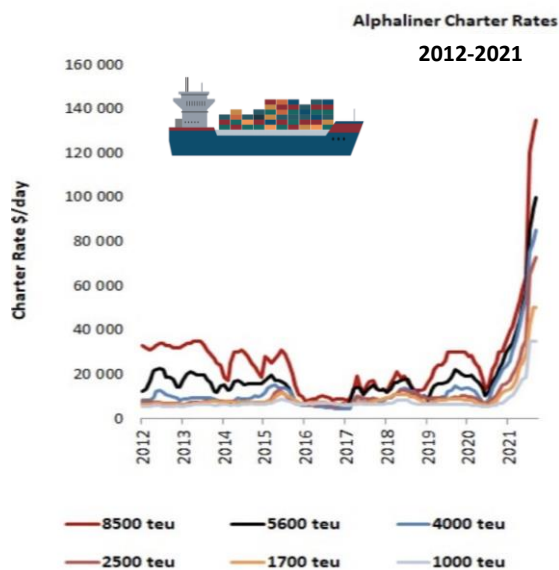 Alphaliner Charter Rates
2012-2021
Charter Rate $/day
160 000
140 000
120 000
100 000
80 000
60 000
40 000
20 000
0
2012
2013
2014
2015
2016
2017
2018
2019
2020
2021
8500 teu
5600 teu
4000 teu
2500 teu
1700 teu
1000 teu